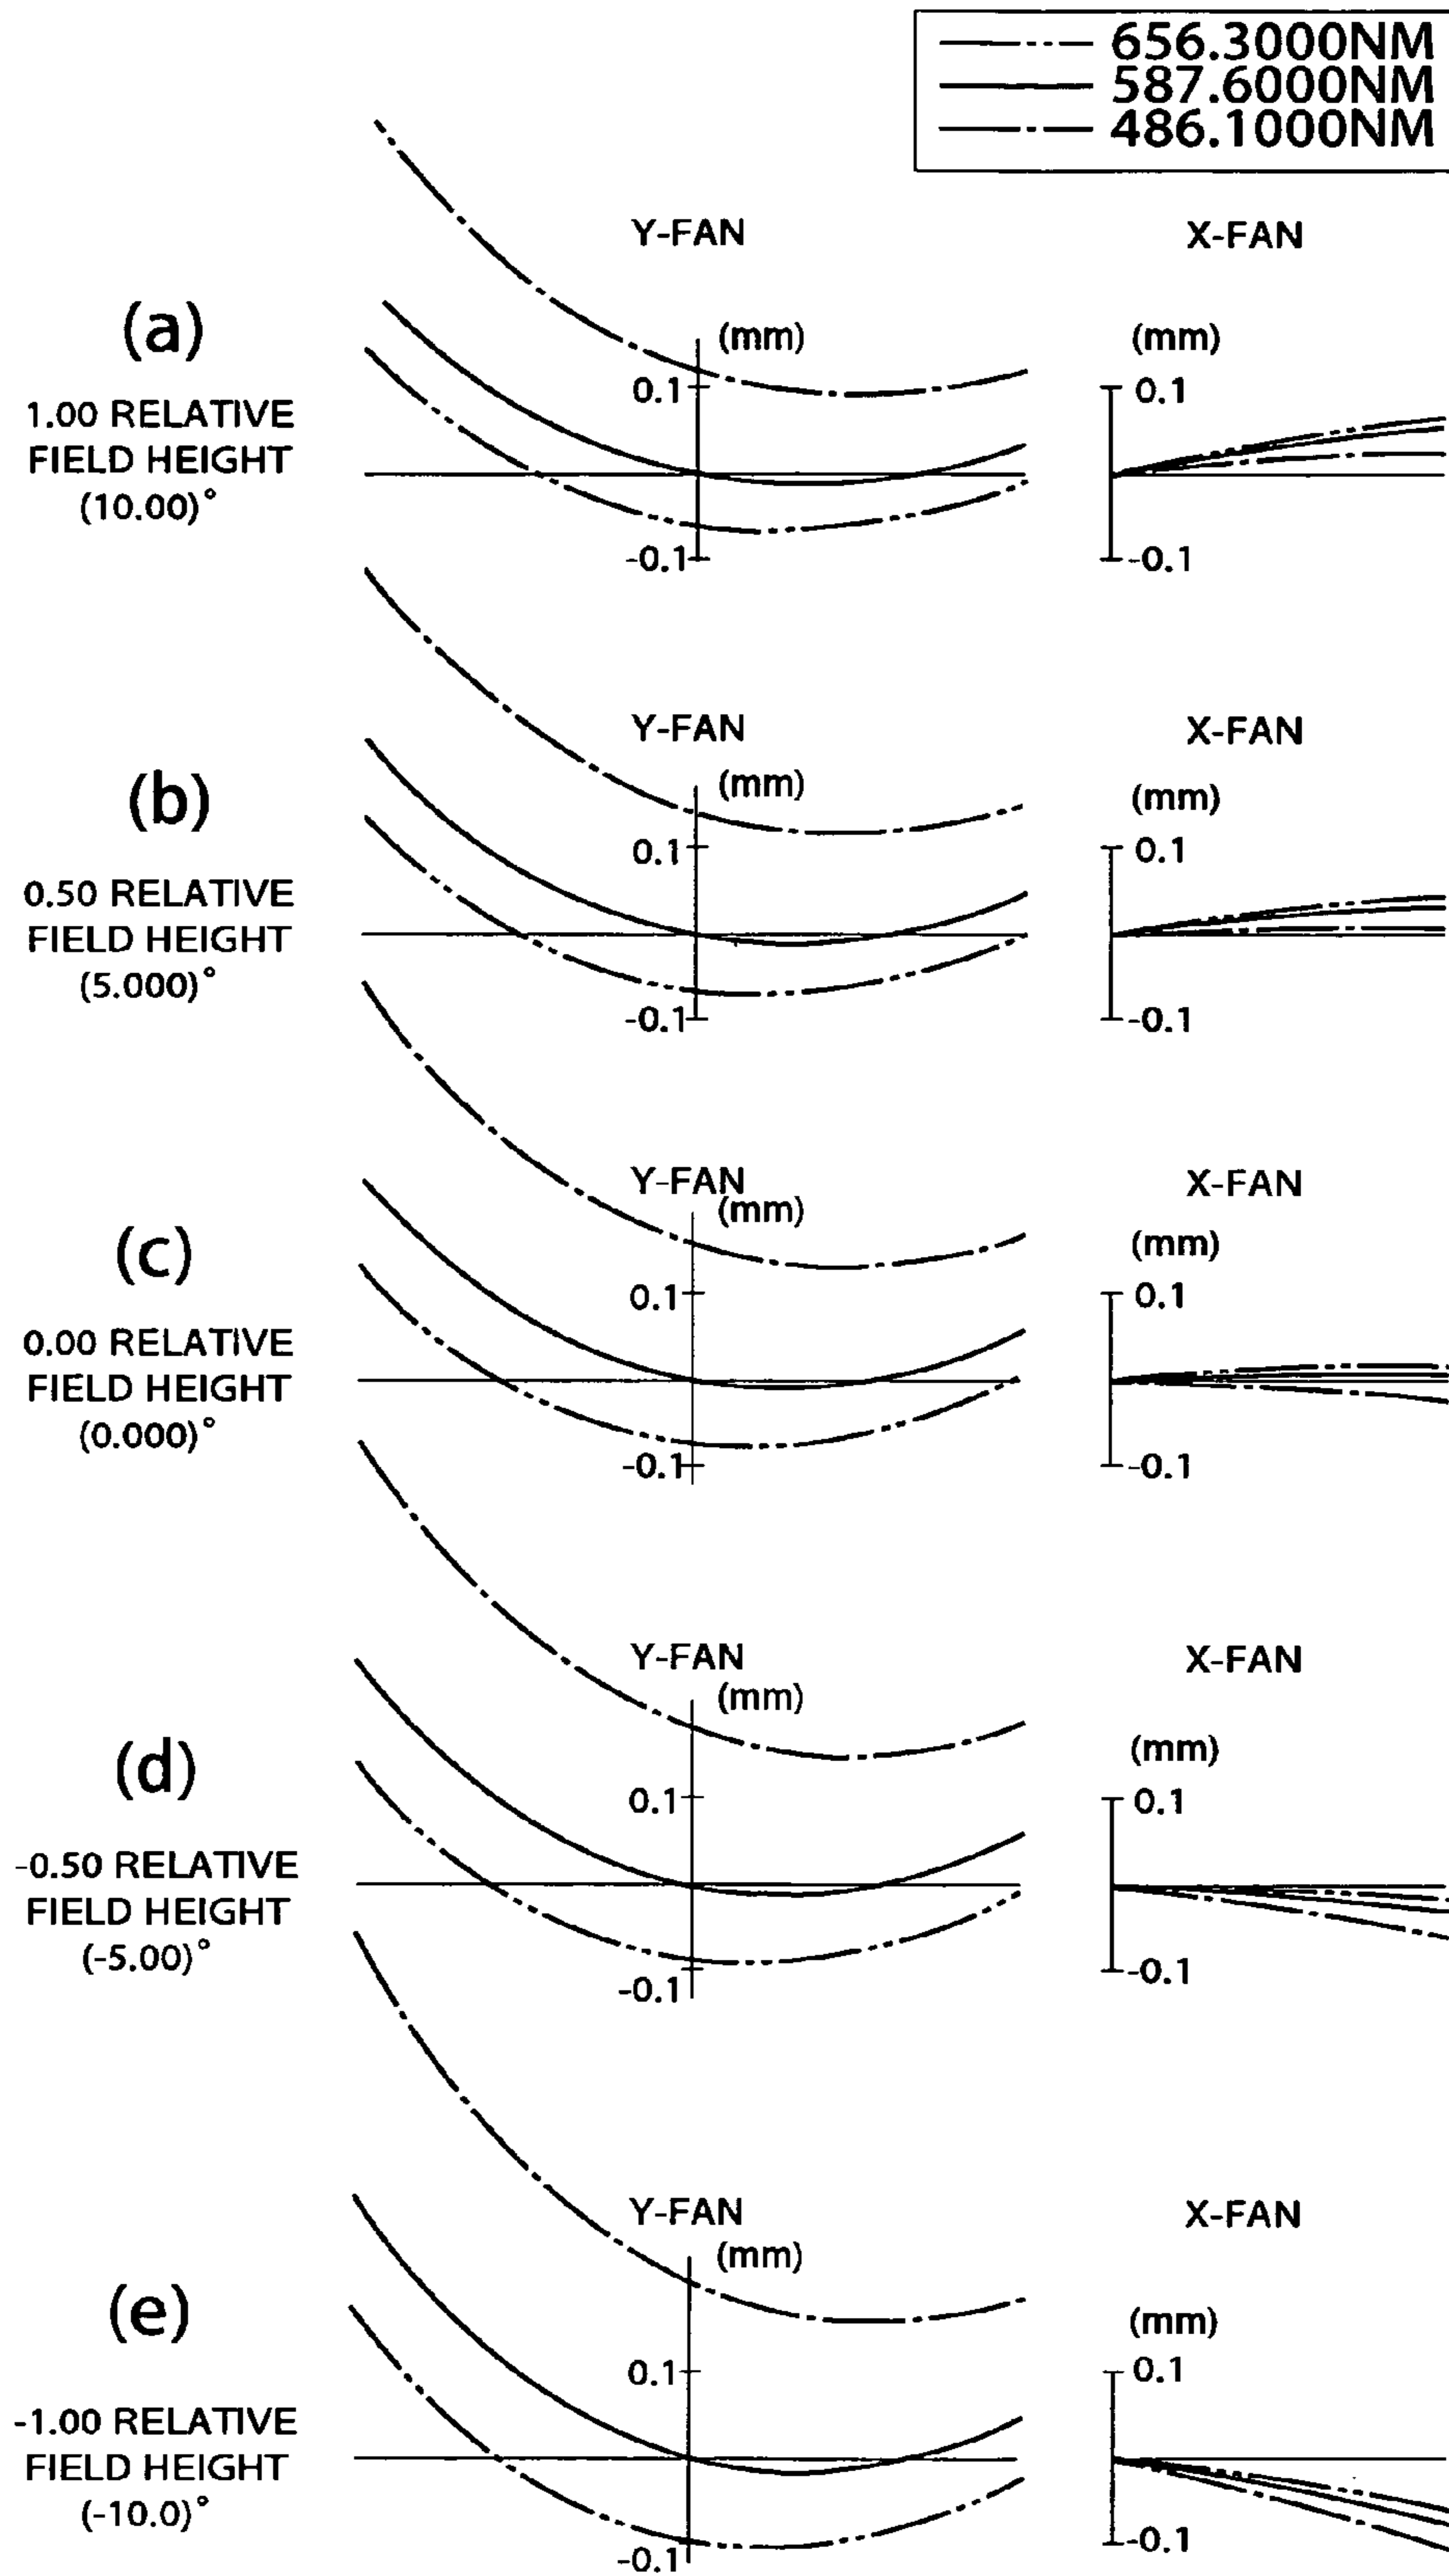 656.3000NM
587.6000NM
486.1000NM
Y-FAN
X-FAN
(a)
1.00 RELATIVE
FIELD HEIGHT
(10.00)°
(mm)
0.1
-0.1
(mm)
0.1
-0.1
Y-FAN
X-FAN
(b)
0.50 RELATIVE
FIELD HEIGHT
(5.000)°
(mm)
0.1
-0.1
(mm)
0.1
-0.1
Y-FAN
X-FAN
(c)
0.00 RELATIVE
FIELD HEIGHT
(0.000)°
(mm)
0.1
-0.1
(mm)
0.1
-0.1
Y-FAN
X-FAN
(d)
-0.50 RELATIVE
FIELD HEIGHT
(-5.00)°
(mm)
0.1
-0.1
(mm)
0.1
-0.1
Y-FAN
X-FAN
(e)
-1.00 RELATIVE
FIELD HEIGHT
(-10.0)°
(mm)
0.1
-0.1
(mm)
0.1
-0.1